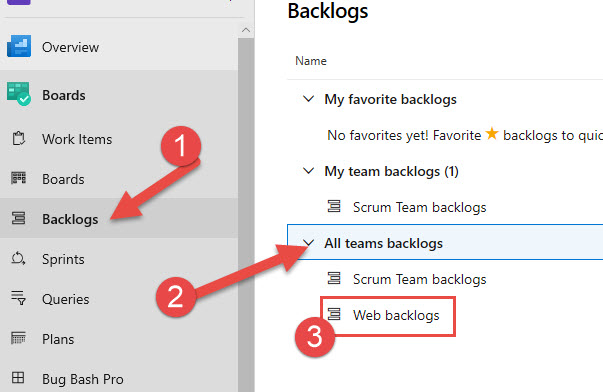 Overview
Boards
Work Items
Boards
Backlogs
Sprints
Queries
Plans
Bug Bash Pro
1
2
Backlogs
Name
My favorite backlogs
No favorites yet! Favorite ★ backlogs to quic
My team backlogs (1)
Scrum Team backlogs
All teams backlogs
Scrum Team backlogs
Web backlogs
3